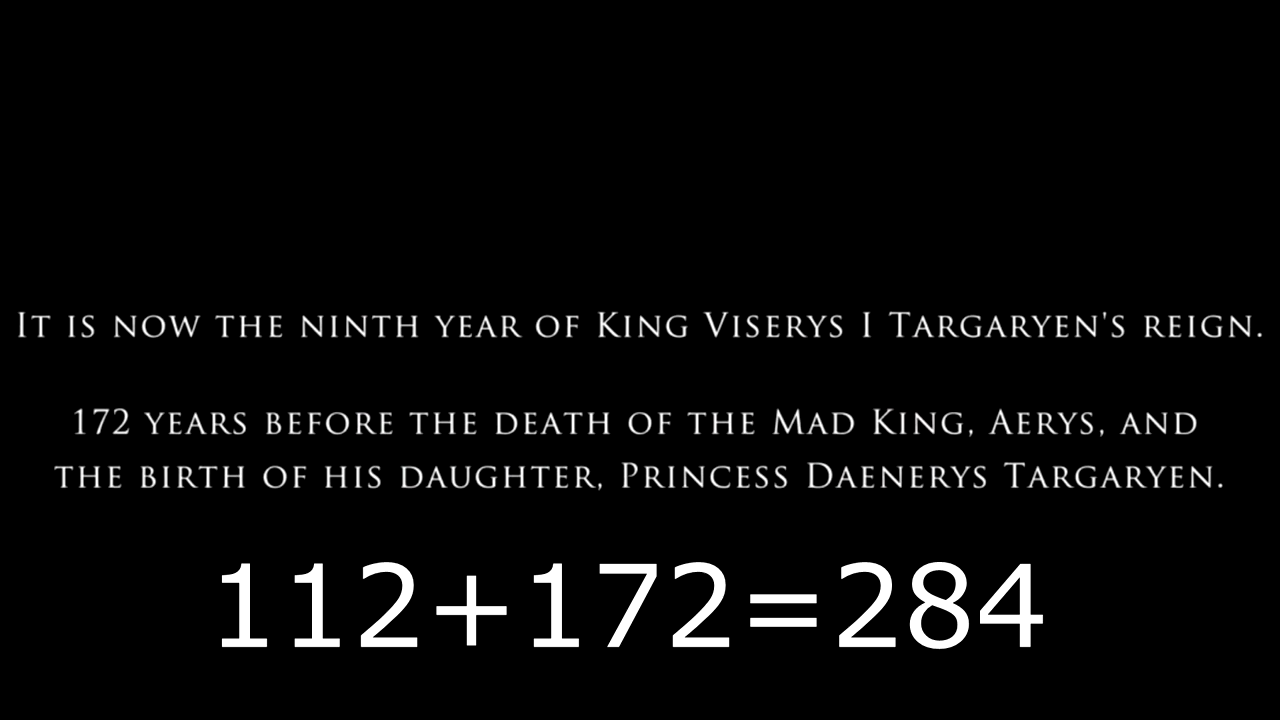 It is now the ninth year of King Viserys I Targaryen's reign.
172 years before the death of the Mad King, Aerys, and
the birth of his daughter, Princess Daenerys Targaryen.
112+172=284